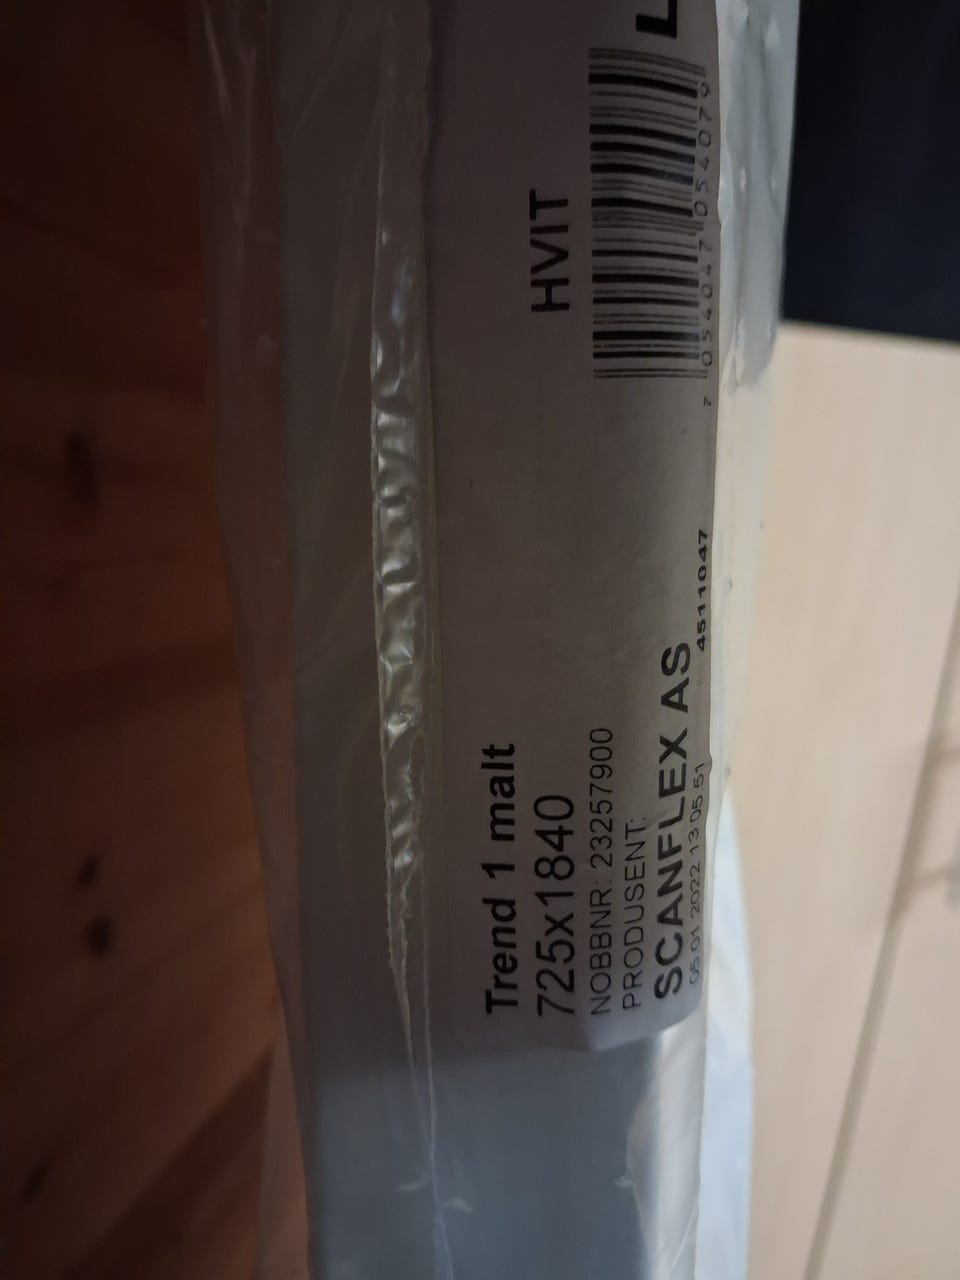 Trend 1 malt
725x1840
HVIT
NOBBNR: 23257900
PRODUSENT:
SCANFLEX AS
05 01 2022 13:05:51
4511047
7 054047 054079
L